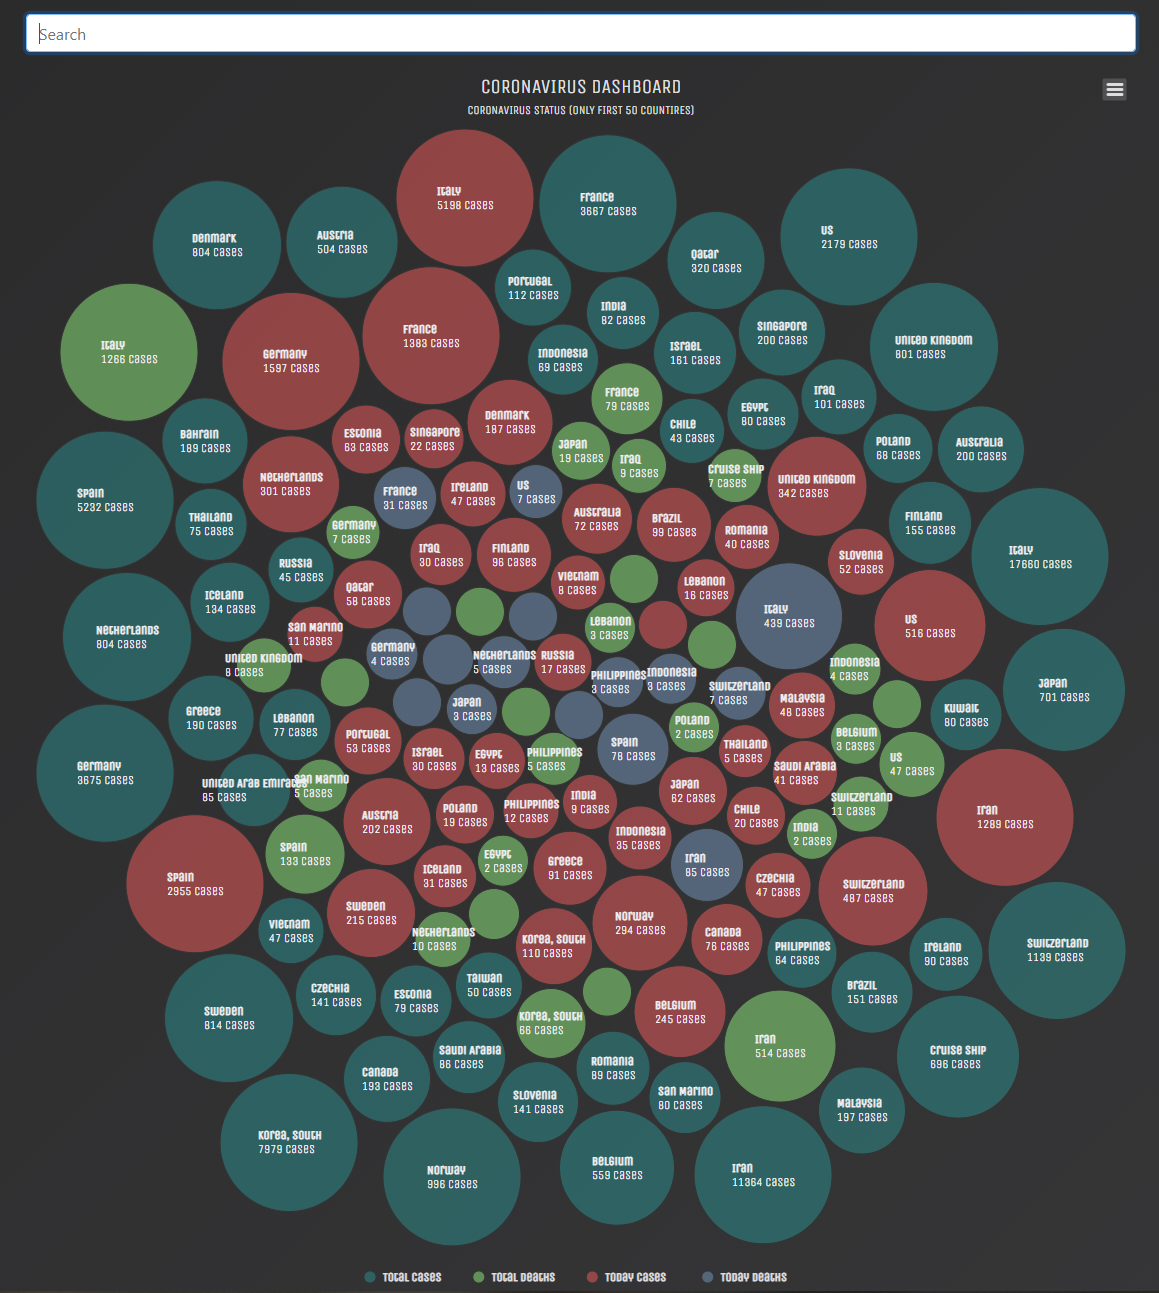 Search
CORONAVIRUS DASHBOARD
CORONAVIRUS STATUS (ONLY FIRST 50 COUNTIRES)
Italy
5198 Cases
France
3667 Cases
US
2179 Cases
Denmark
804 Cases
Austria
504 Cases
Qatar
320 Cases
Portugal
112 Cases
India
82 Cases
Singapore
200 Cases
France
1383 Cases
United Kingdom
801 Cases
Italy
1266 Cases
Germany
1597 Cases
Indonesia
69 Cases
Israel
161 Cases
France
79 Cases
Iraq
101 Cases
Egypt
80 Cases
Denmark
187 Cases
Chile
43 Cases
Bahrain
189 Cases
Estonia
63 Cases
Singapore
22 Cases
Japan
19 Cases
Iraq
9 Cases
Poland
68 Cases
Australia
200 Cases
Cruise Ship
7 Cases
United Kingdom
342 Cases
Netherlands
301 Cases
Spain
5232 Cases
France
31 Cases
Ireland
47 Cases
US
7 Cases
Thailand
75 Cases
Germany
7 Cases
Australia
72 Cases
Brazil
99 Cases
Romania
40 Cases
Finland
155 Cases
Iraq
30 Cases
Finland
96 Cases
Slovenia
52 Cases
Italy
17660 Cases
Russia
45 Cases
Qatar
58 Cases
Vietnam
8 Cases
Lebanon
16 Cases
Iceland
134 Cases
Italy
439 Cases
US
516 Cases
San Marino
11 Cases
Lebanon
3 Cases
Netherlands
804 Cases
Germany
4 Cases
Netherlands
5 Cases
Russia
17 Cases
United Kingdom
8 Cases
Philippines
3 Cases
Indonesia
3 Cases
Switzerland
7 Cases
Indonesia
4 Cases
Japan
701 Cases
Malaysia
48 Cases
Japan
3 Cases
Greece
190 Cases
Lebanon
77 Cases
Kuwait
80 Cases
Poland
2 Cases
Portugal
53 Cases
Spain
76 Cases
Thailand
5 Cases
Belgium
3 Cases
Israel
30 Cases
Egypt
13 Cases
Philippines
5 Cases
US
47 Cases
Germany
3675 Cases
Saudi Arabia
41 Cases
United Arab Emirates
85 Cases
San Marino
5 Cases
Japan
62 Cases
Switzerland
11 Cases
India
9 Cases
Philippines
12 Cases
Poland
19 Cases
Austria
202 Cases
Chile
20 Cases
Iran
1289 Cases
Indonesia
35 Cases
India
2 Cases
Spain
133 Cases
Egypt
2 Cases
Greece
91 Cases
Iran
85 Cases
Iceland
31 Cases
Spain
2955 Cases
Czechia
47 Cases
Switzerland
487 Cases
Sweden
215 Cases
Norway
294 Cases
Vietnam
47 Cases
Netherlands
10 Cases
Korea, South
110 Cases
Canada
76 Cases
Philippines
64 Cases
Ireland
90 Cases
Switzerland
1139 Cases
Taiwan
50 Cases
Czechia
141 Cases
Estonia
79 Cases
Brazil
151 Cases
Belgium
245 Cases
Sweden
814 Cases
Korea, South
66 Cases
Iran
514 Cases
Saudi Arabia
86 Cases
Cruise Ship
696 Cases
Romania
89 Cases
Canada
193 Cases
San Marino
80 Cases
Slovenia
141 Cases
Malaysia
197 Cases
Korea, South
7979 Cases
Norway
996 Cases
Belgium
559 Cases
Iran
11364 Cases
Total Cases
Total Deaths
Today Cases
Today Deaths